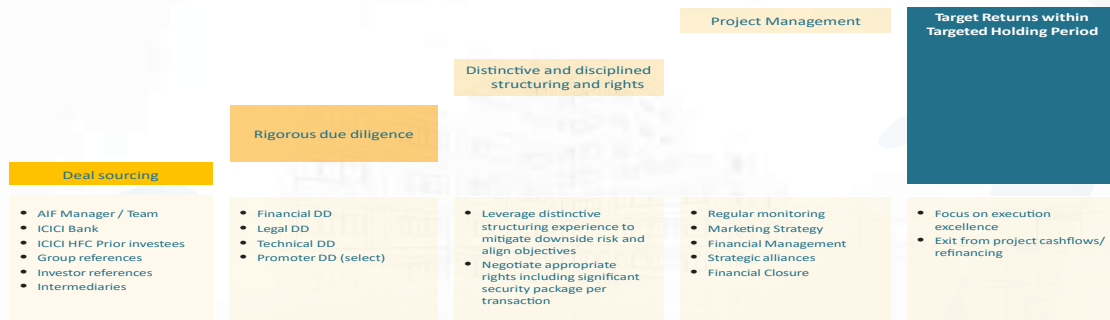 Project Management
Target Returns within
Targeted Holding Period
Distinctive and disciplined
structuring and rights
Rigorous due diligence
Deal sourcing
• AIF Manager / Team
• ICICI Bank
• ICICI HFC Prior investees
• Group references
• Investor references
• Intermediaries
• Financial DD
• Legal DD
• Technical DD
• Promoter DD (select)
• Leverage distinctive
structuring experience to
mitigate downside risk and
align objectives
• Negotiate appropriate
rights including significant
security package per
transaction
• Regular monitoring
• Marketing Strategy
• Financial Management
• Strategic alliances
• Financial Closure
• Focus on execution
excellence
• Exit from project cashflows/
refinancing